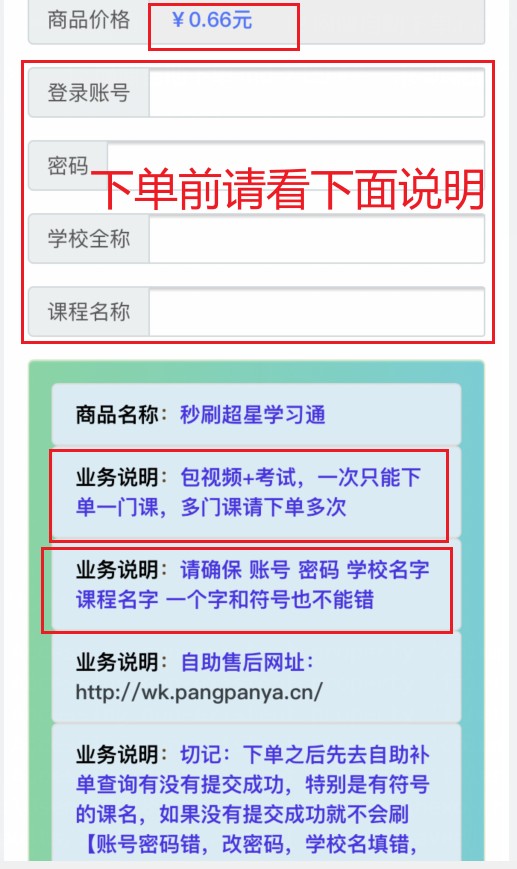 商品价格 ￥0.66元
登录账号
密码
下单前请看下面说明
学校全称
课程名称
商品名称：秒刷超星学习通
业务说明：包视频+考试，一次只能下
单一门课，多门课请下单多次
业务说明：请确保 账号 密码 学校名字
课程名字 一个字和符号也不能错
业务说明：自助售后网址：
http://wk.pangpanya.cn/
业务说明：切记：下单之后先去自助补
单查询有没有提交成功，特别是有符号
的课名，如果没有提交成功就不会刷
【账号密码错，改密码，学校名填错，